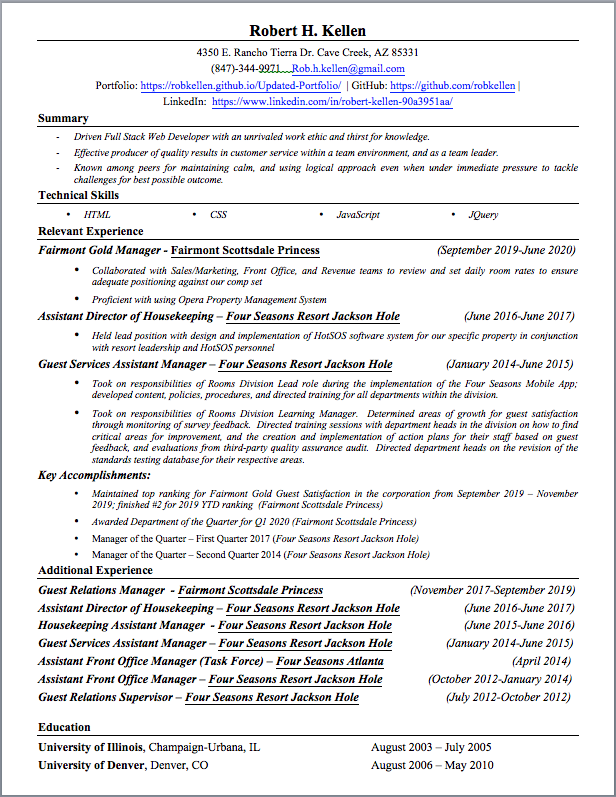 Robert H. Kellen
4350 E. Rancho Tierra Dr. Cave Creek, AZ 85331
(847)-344-9971 Rob.h.kellen@gmail.com
Portfolio: https://robkellen.github.io/Updated-Portfolio/ | GitHub: https://github.com/robkellen |
LinkedIn: https://www.linkedin.com/in/robert-kellen-90a3951aa/
Summary
- Driven Full Stack Web Developer with an unrivaled work ethic and thirst for knowledge.
- Effective producer of quality results in customer service within a team environment, and as a team leader.
- Known among peers for maintaining calm, and using logical approach even when under immediate pressure to tackle
challenges for best possible outcome.
Technical Skills
• HTML • CSS • JavaScript • JQuery
Relevant Experience
Fairmont Gold Manager - Fairmont Scottsdale Princess (September 2019-June 2020)
• Collaborated with Sales/Marketing, Front Office, and Revenue teams to review and set daily room rates to ensure
adequate positioning against our comp set
• Proficient with using Opera Property Management System
Assistant Director of Housekeeping – Four Seasons Resort Jackson Hole (June 2016-June 2017)
• Held lead position with design and implementation of HotSOS software system for our specific property in conjunction
with resort leadership and HotSOS personnel
Guest Services Assistant Manager – Four Seasons Resort Jackson Hole (January 2014-June 2015)
• Took on responsibilities of Rooms Division Lead role during the implementation of the Four Seasons Mobile App;
developed content, policies, procedures, and directed training for all departments within the division.
• Took on responsibilities of Rooms Division Learning Manager. Determined areas of growth for guest satisfaction
through monitoring of survey feedback. Directed training sessions with department heads in the division on how to find
critical areas for improvement, and the creation and implementation of action plans for their staff based on guest
feedback, and evaluations from third-party quality assurance audit. Directed department heads on the revision of the
standards testing database for their respective areas.
Key Accomplishments:
• Maintained top ranking for Fairmont Gold Guest Satisfaction in the corporation from September 2019 – November
2019; finished #2 for 2019 YTD ranking (Fairmont Scottsdale Princess)
• Awarded Department of the Quarter for Q1 2020 (Fairmont Scottsdale Princess)
• Manager of the Quarter – First Quarter 2017 (Four Seasons Resort Jackson Hole)
• Manager of the Quarter – Second Quarter 2014 (Four Seasons Resort Jackson Hole)
Additional Experience
Guest Relations Manager - Fairmont Scottsdale Princess (November 2017-September 2019)
Assistant Director of Housekeeping – Four Seasons Resort Jackson Hole (June 2016-June 2017)
Housekeeping Assistant Manager - Four Seasons Resort Jackson Hole (June 2015-June 2016)
Guest Services Assistant Manager – Four Seasons Resort Jackson Hole (January 2014-June 2015)
Assistant Front Office Manager (Task Force) – Four Seasons Atlanta (April 2014)
Assistant Front Office Manager – Four Seasons Resort Jackson Hole (October 2012-January 2014)
Guest Relations Supervisor – Four Seasons Resort Jackson Hole (July 2012-October 2012)
Education
University of Illinois, Champaign-Urbana, IL August 2003 – July 2005
University of Denver, Denver, CO August 2006 – May 2010